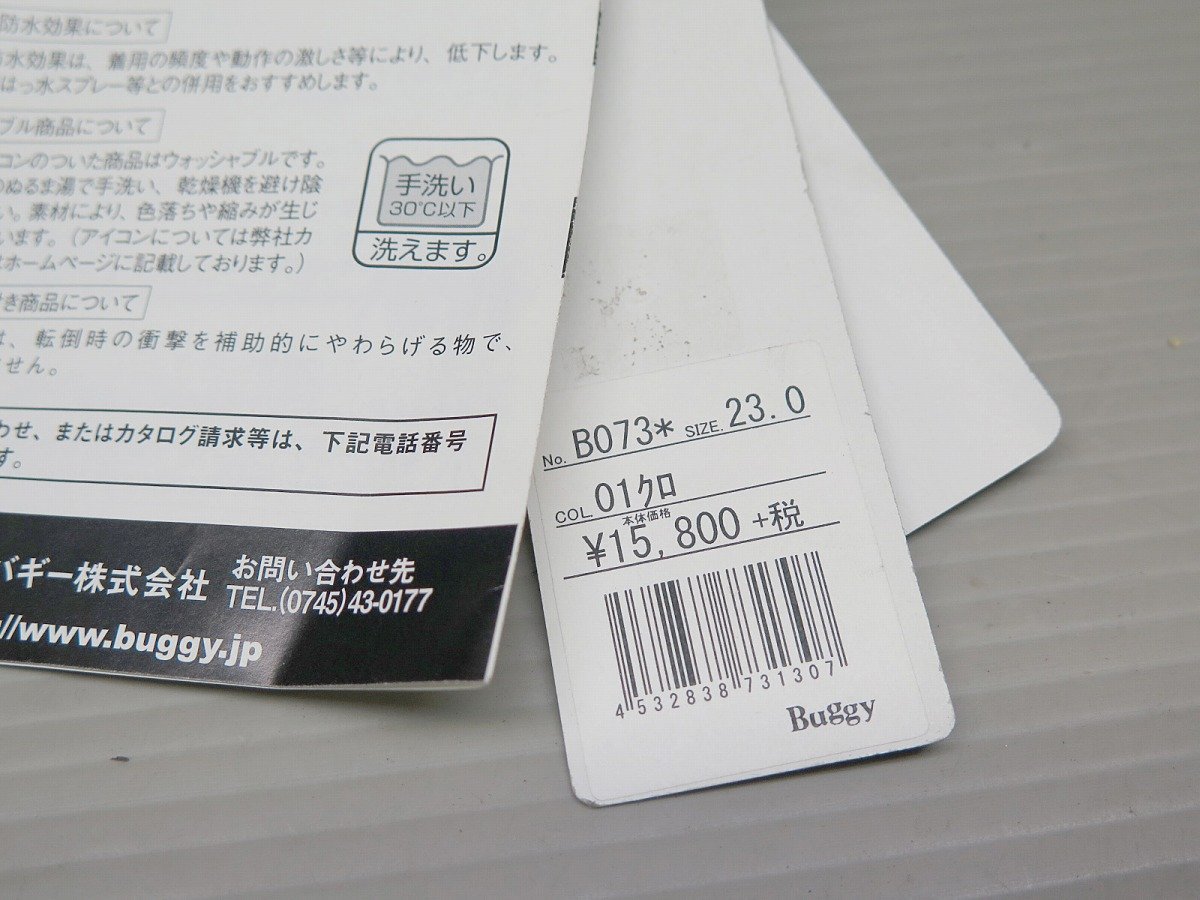 防水効果について
水効果は、着用の頻度や動作の激しさ等により、低下します。
はっ水スプレー等との併用をおすすめします。
ブル商品について
コンのついた商品はウォッシャブルです。
のぬるま湯で手洗い、乾燥機を避け陰
い。素材により、色落ちや縮みが生じ
います。(アイコンについては弊社カ
ホームページに記載しております。)
手洗い
30℃以下
洗えます。
き商品について
は、転倒時の衝撃を補助的にやわらげる物で、
せん。
わせ、またはカタログ請求等は、下記電話番号
す。
バギー株式会社 お問い合わせ先
TEL.(0745)43-0177
//www.buggy.jp
No. B073* SIZE. 23.0
COL. 01クロ
本体価格
¥15,800 +税
4 532838 731307
Buggy